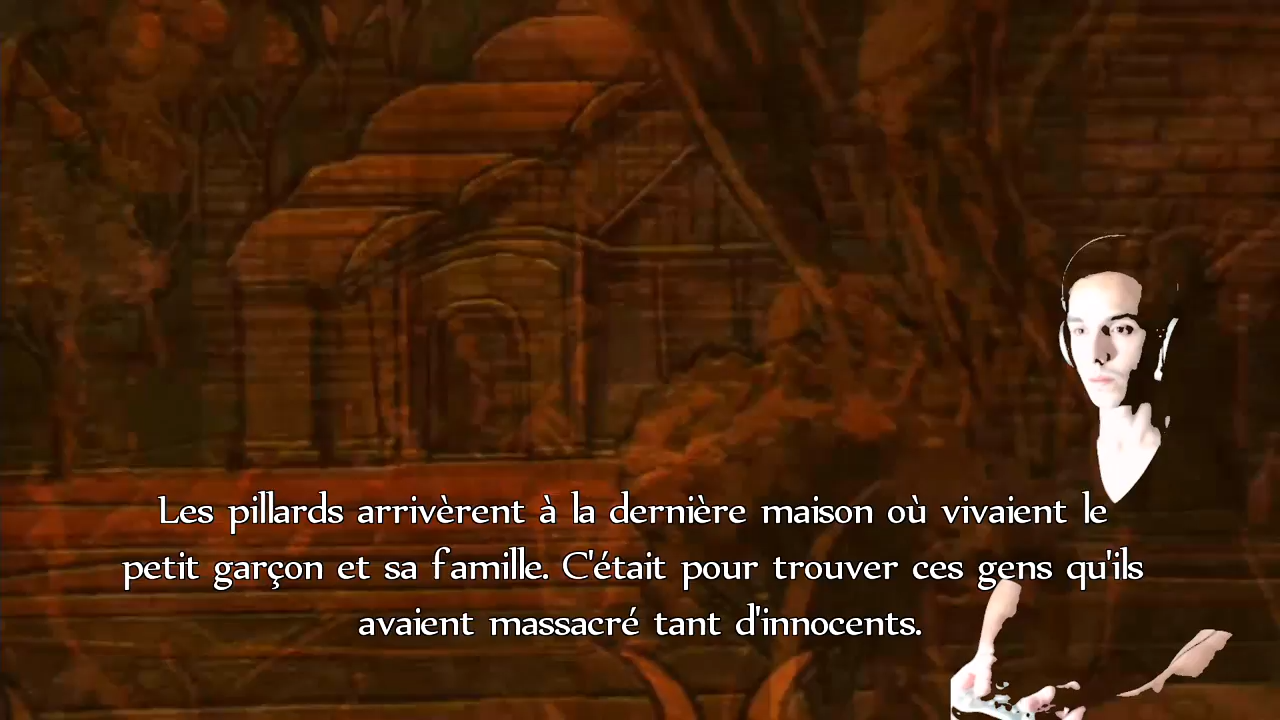 Les pillards arrivèrent à la dernière maison où vivaient le
petit garçon et sa famille. C'était pour trouver ces gens qu'ils
avaient massacré tant d'innocents.